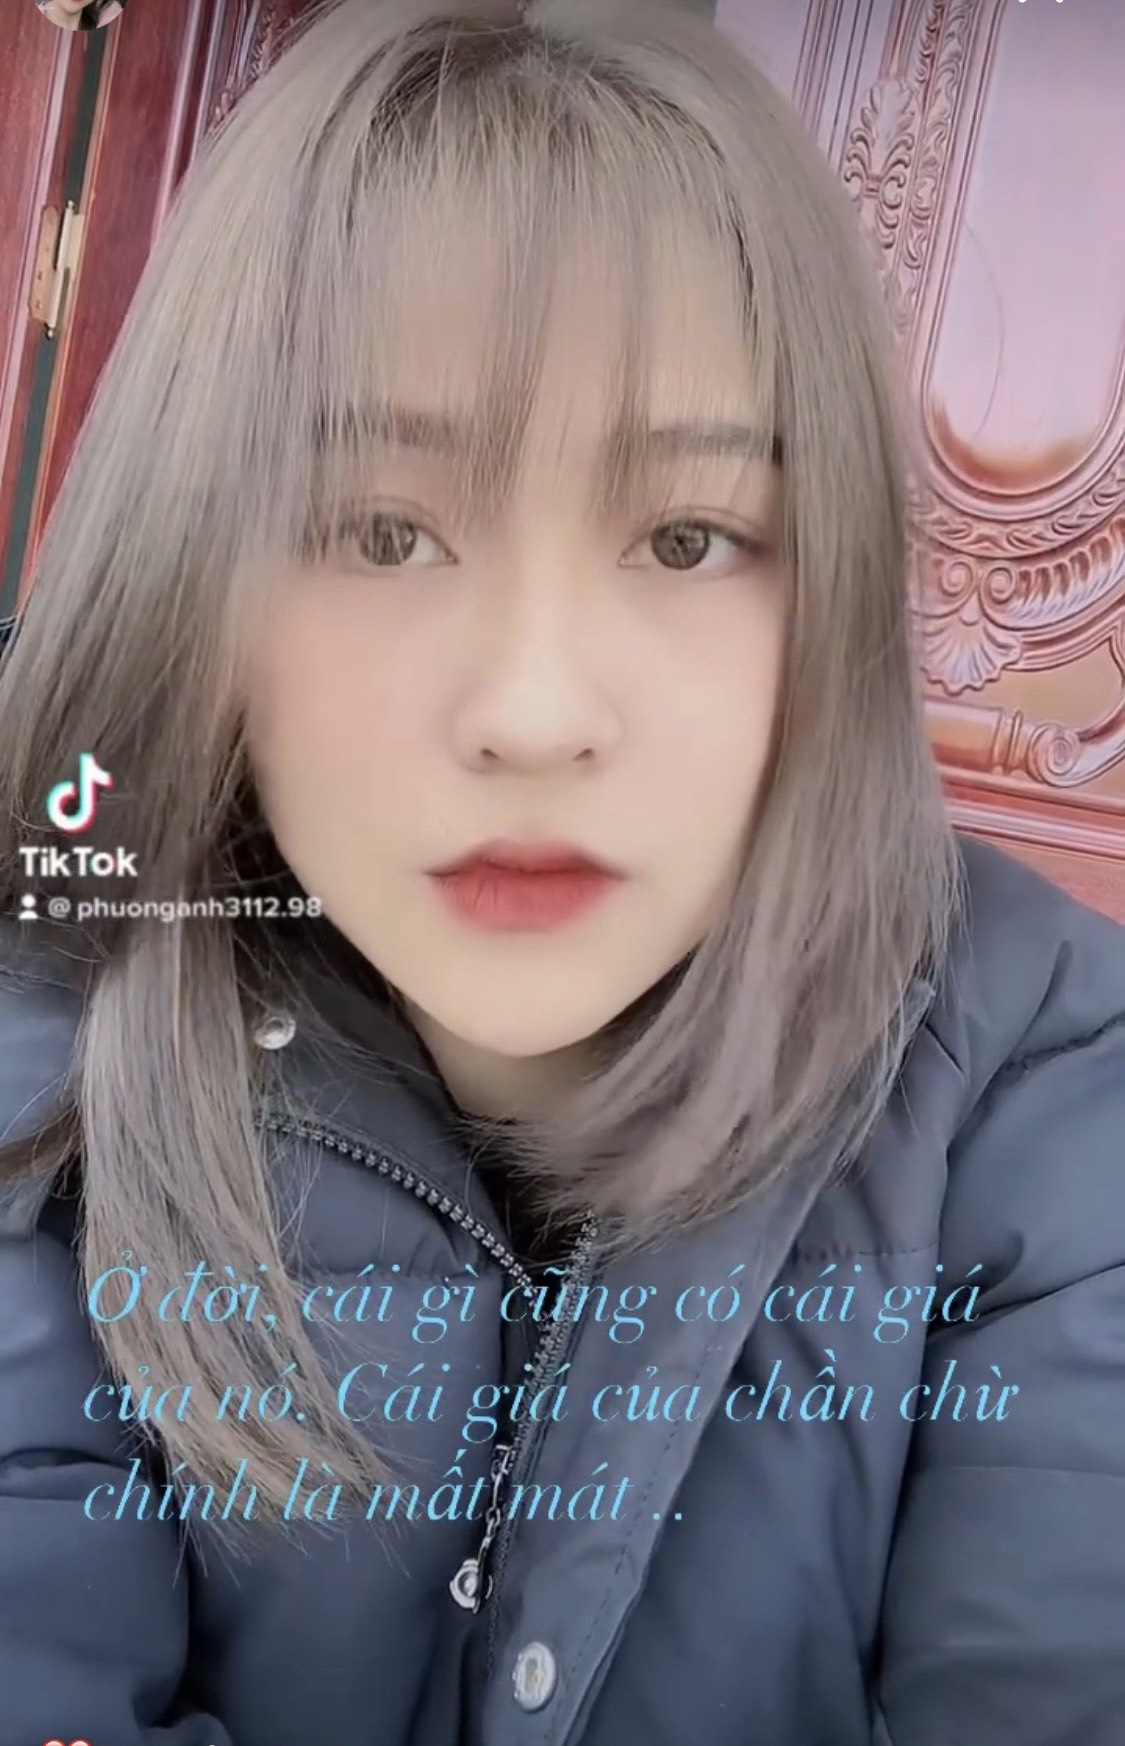 TikTok
@phuonganh3112.98
Ở đời, cái gì cũng có cái giá
của nó. Cái giá của chần chừ
chính là mất mát ..